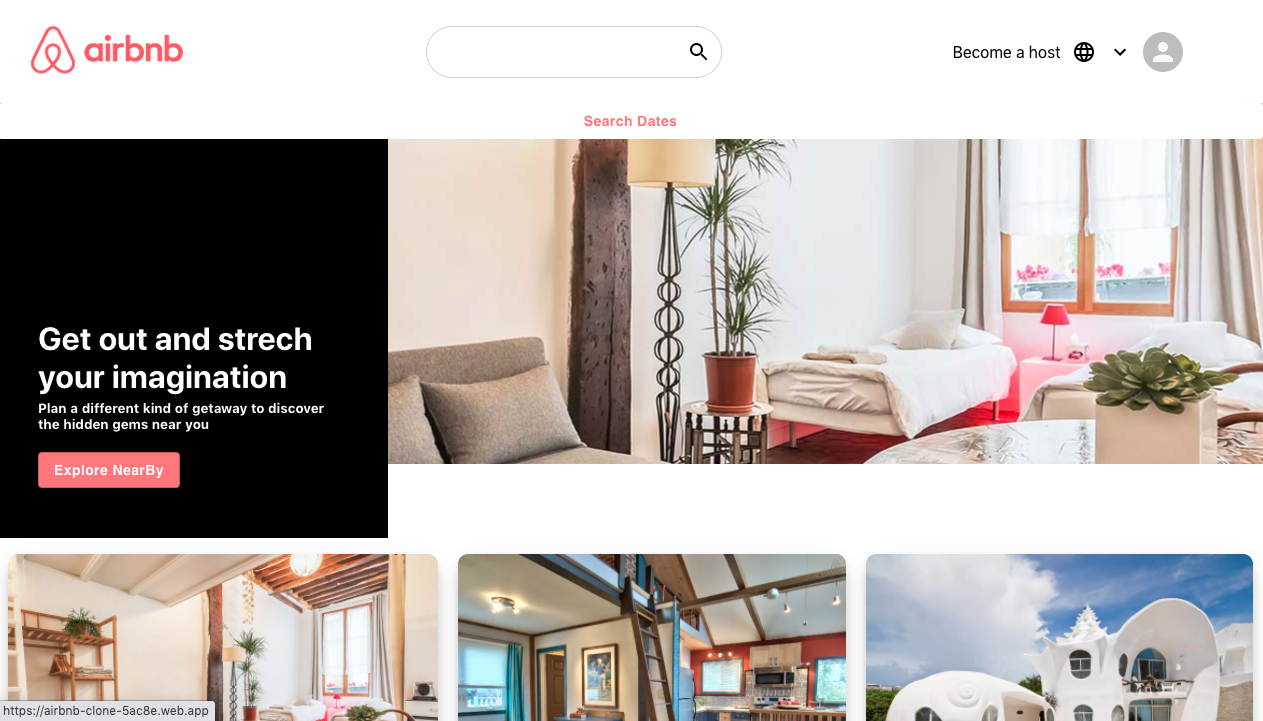 airbnb
Become a host
Search Dates
Get out and strech
your imagination
Plan a different kind of getaway to discover
the hidden gems near you
Explore NearBy
https://airbnb-clone-5ac8e.web.app